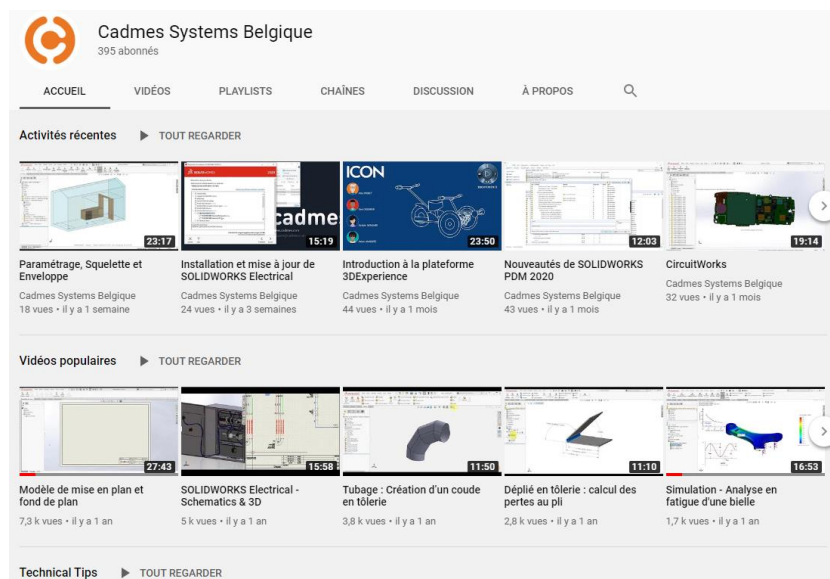 Cadmes Systems Belgique
395 abonnés
ACCUEIL VIDÉOS PLAYLISTS CHAÎNES DISCUSSION À PROPOS
Activités récentes TOUT REGARDER
ICON
cadme
23:17 15:19 23:50 12:03 19:14
Paramétrage, Squelette et Enveloppe
Cadmes Systems Belgique
18 vues • il y a 1 semaine
Installation et mise à jour de
SOLIDWORKS Electrical
Cadmes Systems Belgique
24 vues • il y a 3 semaines
Introduction à la plateforme
3DExperience
Cadmes Systems Belgique
44 vues • il y a 1 mois
Nouveautés de SOLIDWORKS
PDM 2020
Cadmes Systems Belgique
43 vues • il y a 1 mois
CircuitWorks
Cadmes Systems Belgique
32 vues • il y a 1 mois
Vidéos populaires TOUT REGARDER
27:43 15:58 11:50 11:10 16:53
Modèle de mise en plan et
fond de plan
7,3 k vues • il y a 1 an
SOLIDWORKS Electrical -
Schematics & 3D
5 k vues • il y a 1 an
Tubage : Création d'un coude
en tôlerie
3,8 k vues • il y a 1 an
Déplié en tôlerie : calcul des
pertes au pli
2,8 k vues • il y a 1 an
Simulation - Analyse en
fatigue d'une bielle
1,7 k vues • il y a 1 an
Technical Tips TOUT REGARDER